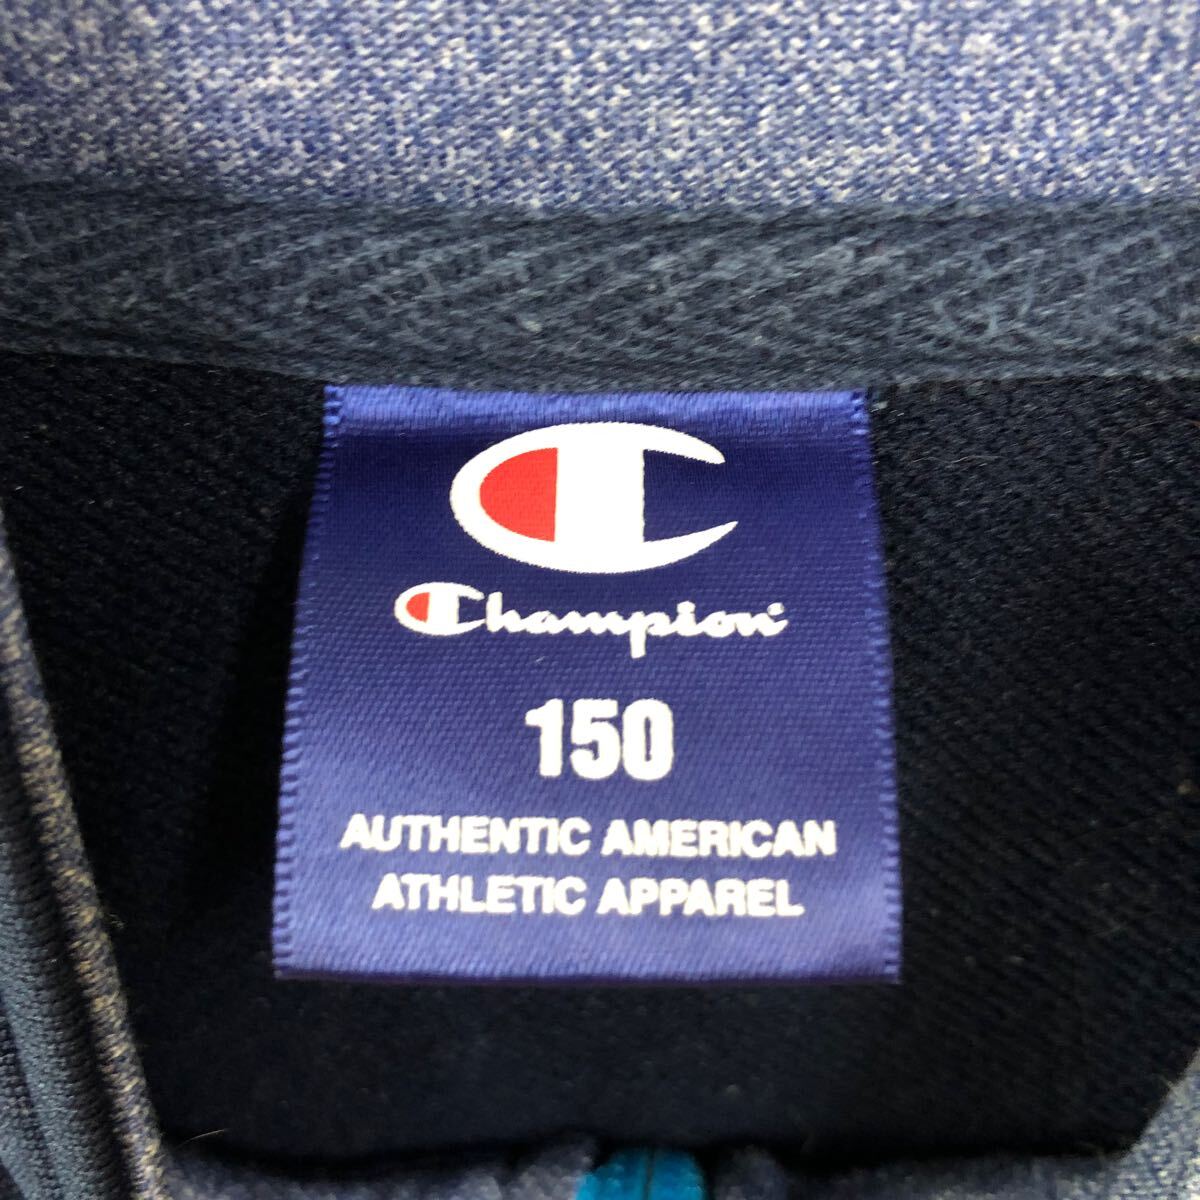 Champion
150
AUTHENTIC AMERICAN
ATHLETIC APPAREL